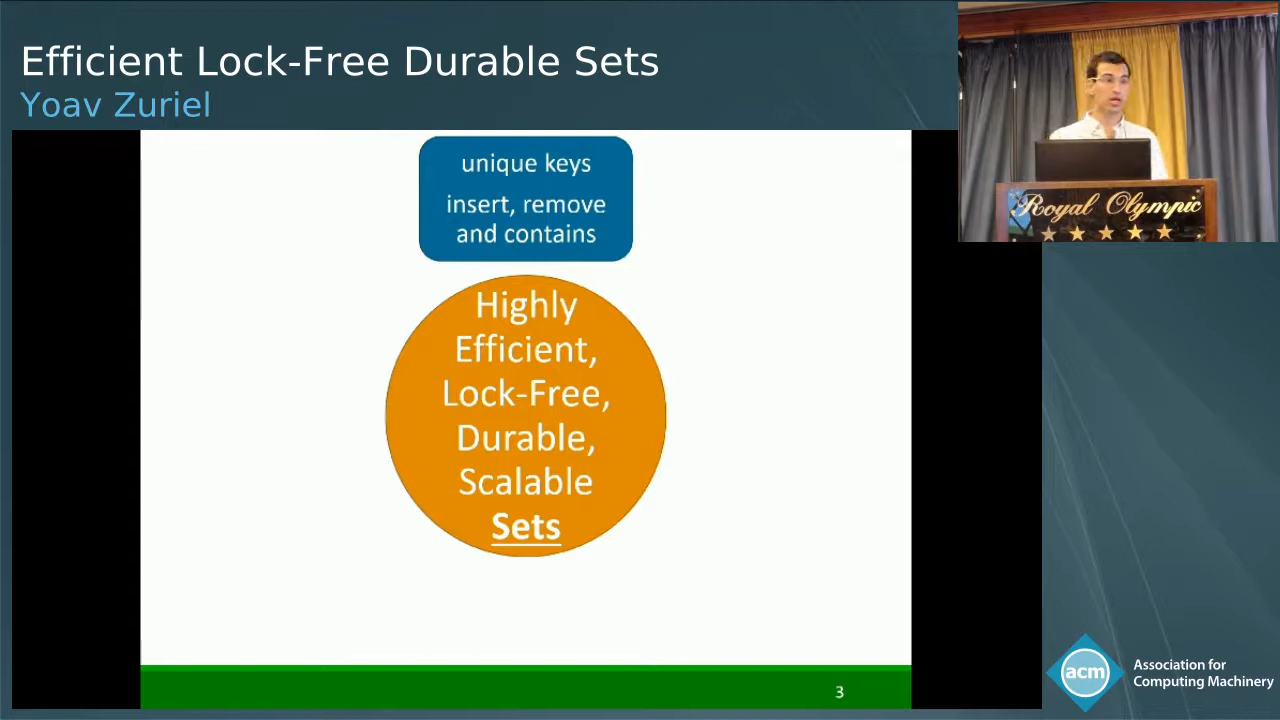 Efficient Lock-Free Durable Sets
Yoav Zuriel
unique keys
insert, remove
and contains
Highly
Efficient,
Lock-Free,
Durable,
Scalable
Sets
3
Royal Olympic
acm
Association for
Computing Machinery